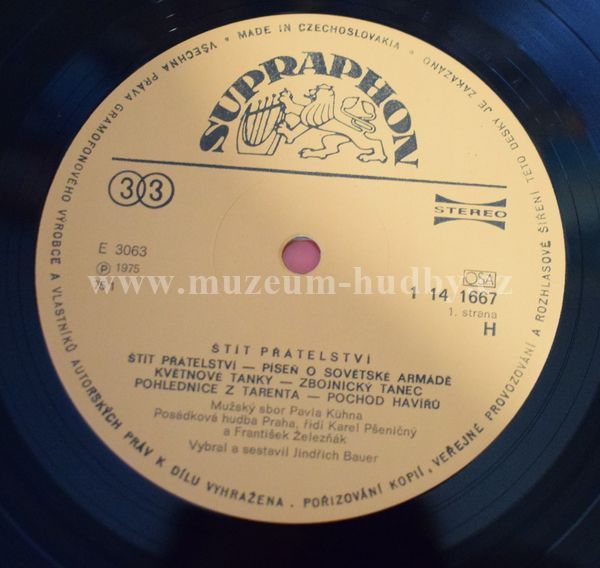 VŠECHNA PRÁVA GRAMOFONOVÉHO VÝROBCE A VLASTNÍKŮ AUTORSKÝCH PRÁV K DÍLU VYHRAŽENA. POŘIZOVÁNÍ KOPIÍ, VEŘEJNÉ PROVOZOVÁNÍ A ROZHLASOVÉ ŠÍŘENÍ TÉTO DESKY JE ZAKÁZÁNO
MADE IN CZECHOSLOVAKIA
SUPRAPHON
33
STEREO
E 3063
Ⓟ 1975
OSA
www.muzeum-hudby.cz
1 14 1667
1. strana
H
ŠTÍT PŘÁTELSTVÍ
ŠTÍT PŘÁTELSTVÍ — PÍSEŇ O SOVĚTSKÉ ARMÁDĚ
KVĚTNOVÉ TANKY — ZBOJNICKÝ TANEC
POHLEDNICE Z TARENTA — POCHOD HAVÍŘŮ
Mužský sbor Pavla Kühna
Posádková hudba Praha, řídí Karel Pšeničný
a František Železňák
Vybral a sestavil Jindřich Bauer